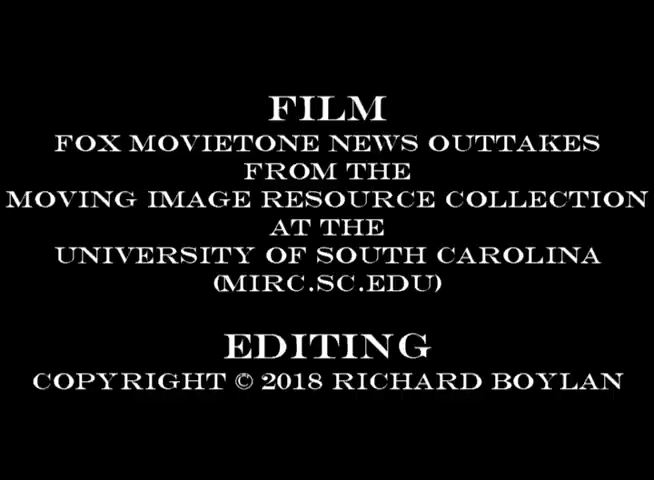 FILM
FOX MOVIETONE NEWS OUTTAKES
FROM THE
MOVING IMAGE RESOURCE COLLECTION
AT THE
UNIVERSITY OF SOUTH CAROLINA
(MIRC.SC.EDU)
EDITING
COPYRIGHT © 2018 RICHARD BOYLAN